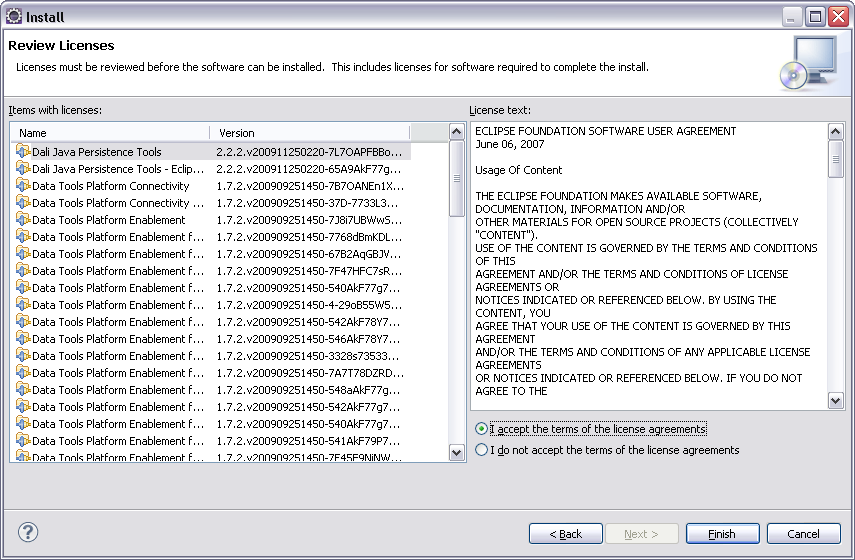 Install
Review Licenses
Licenses must be reviewed before the software can be installed. This includes licenses for software required to complete the install.
Items with licenses:
Name Version
Dali Java Persistence Tools 2.2.2.v200911250220-7L7OAPFBBo...
Dali Java Persistence Tools - Eclip... 2.2.2.v200911250220-65A9AkF77g...
Data Tools Platform Connectivity 1.7.2.v200909251450-7B7OANEn1X...
Data Tools Platform Connectivity ... 1.7.2.v200909251450-37D-7733L3...
Data Tools Platform Enablement 1.7.2.v200909251450-7J8i7UBWwS...
Data Tools Platform Enablement f... 1.7.2.v200909251450-7768dBmKDL...
Data Tools Platform Enablement f... 1.7.2.v200909251450-67B2AqGBJV...
Data Tools Platform Enablement f... 1.7.2.v200909251450-7F47HFC7sR...
Data Tools Platform Enablement f... 1.7.2.v200909251450-540AkF77g7...
Data Tools Platform Enablement f... 1.7.2.v200909251450-4-29oB55W5...
Data Tools Platform Enablement f... 1.7.2.v200909251450-542AkF78Y7...
Data Tools Platform Enablement f... 1.7.2.v200909251450-546AkF78Y7...
Data Tools Platform Enablement f... 1.7.2.v200909251450-3328s73533...
Data Tools Platform Enablement f... 1.7.2.v200909251450-7A7T78DZRD...
Data Tools Platform Enablement f... 1.7.2.v200909251450-548aAkF77g...
Data Tools Platform Enablement f... 1.7.2.v200909251450-542AkF77g7...
Data Tools Platform Enablement f... 1.7.2.v200909251450-540AkF77g7...
Data Tools Platform Enablement f... 1.7.2.v200909251450-541AkF79P7...
Data Tools Platform Enablement f... 1.7.2.v200909251450-7E45F9NiNW...
License text:
ECLIPSE FOUNDATION SOFTWARE USER AGREEMENT
June 06, 2007
Usage Of Content
THE ECLIPSE FOUNDATION MAKES AVAILABLE SOFTWARE,
DOCUMENTATION, INFORMATION AND/OR
OTHER MATERIALS FOR OPEN SOURCE PROJECTS (COLLECTIVELY
"CONTENT").
USE OF THE CONTENT IS GOVERNED BY THE TERMS AND CONDITIONS
OF THIS
AGREEMENT AND/OR THE TERMS AND CONDITIONS OF LICENSE
AGREEMENTS OR
NOTICES INDICATED OR REFERENCED BELOW. BY USING THE
CONTENT, YOU
AGREE THAT YOUR USE OF THE CONTENT IS GOVERNED BY THIS
AGREEMENT
AND/OR THE TERMS AND CONDITIONS OF ANY APPLICABLE LICENSE
AGREEMENTS
OR NOTICES INDICATED OR REFERENCED BELOW. IF YOU DO NOT
AGREE TO THE
I accept the terms of the license agreements
I do not accept the terms of the license agreements
?
< Back
Next >
Finish
Cancel